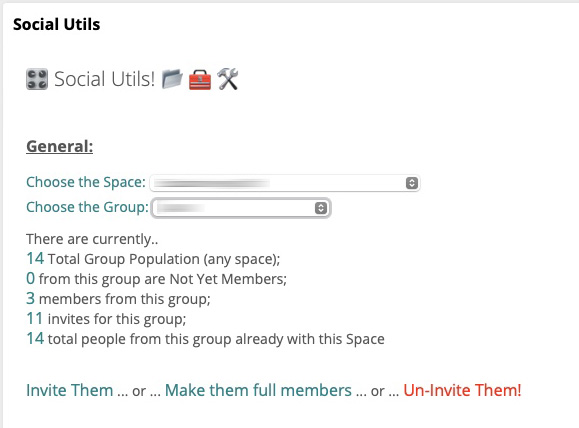 Social Utils
Social Utils!
General:
Choose the Space:
Choose the Group:
There are currently..
14 Total Group Population (any space);
0 from this group are Not Yet Members;
3 members from this group;
11 invites for this group;
14 total people from this group already with this Space
Invite Them ... or ... Make them full members ... or ... Un-Invite Them!